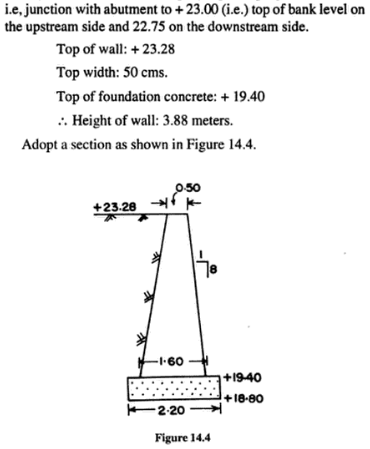 i.e, junction with abutment to + 23.00 (i.e.) top of bank level on
the upstream side and 22.75 on the downstream side.
Top of wall: + 23.28
Top width: 50 cms.
Top of foundation concrete: + 19.40
∴ Height of wall: 3.88 meters.
Adopt a section as shown in Figure 14.4.
0.50
+23.28
1
8
1.60
+19.40
+18.80
2.20
Figure 14.4